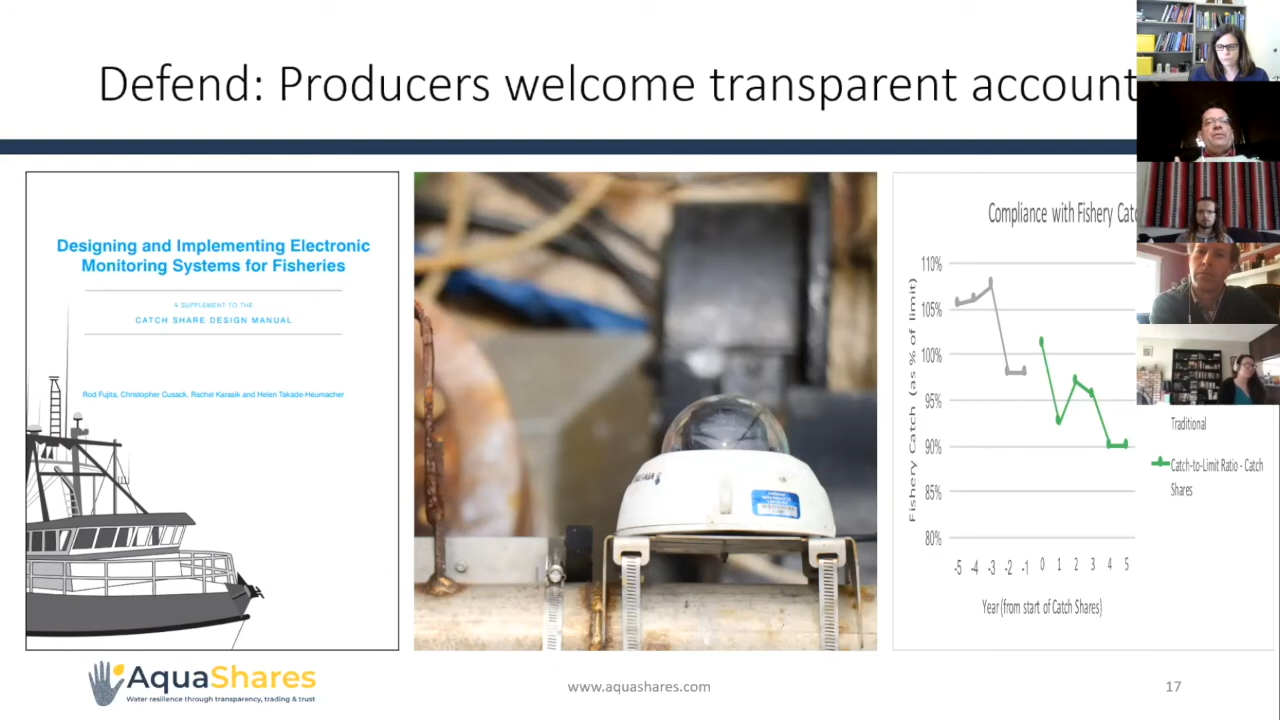 Defend: Producers welcome transparent account
Designing and Implementing Electronic
Monitoring Systems for Fisheries
A SUPPLEMENT TO THE
CATCH SHARE DESIGN MANUAL
Rod Fujita, Christopher Cusack, Rachel Karasik and Helen Takade-Heumacher
Compliance with Fishery Catc
Fishery Catch (as % of limit)
110%
105%
100%
95%
90%
85%
80%
-5 -4 -3 -2 -1 0 1 2 3 4 5
Year(from start of Catch Shares)
Traditional
Catch-to-Limit Ratio - Catch
Shares
AquaShares
Water resilience through transparency, trading & trust
www.aquashares.com
17